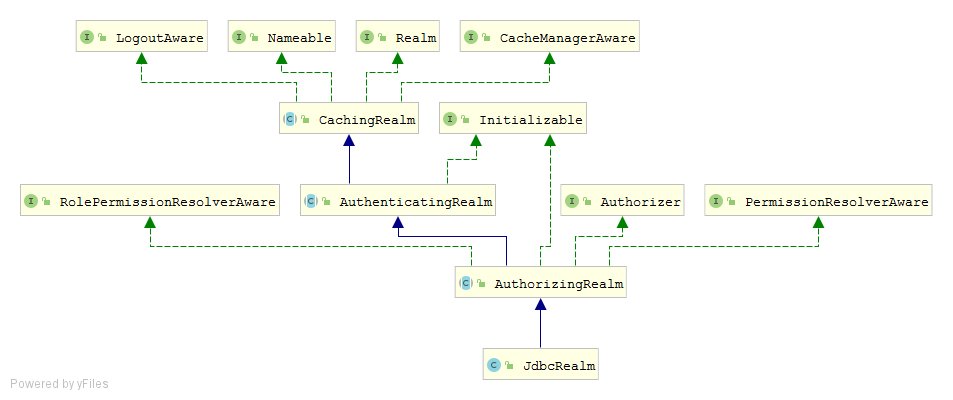 I LogoutAware
I Nameable
I Realm
I CacheManagerAware
C CachingRealm
I Initializable
I RolePermissionResolverAware
C AuthenticatingRealm
I Authorizer
I PermissionResolverAware
C AuthorizingRealm
C JdbcRealm
Powered by yFiles